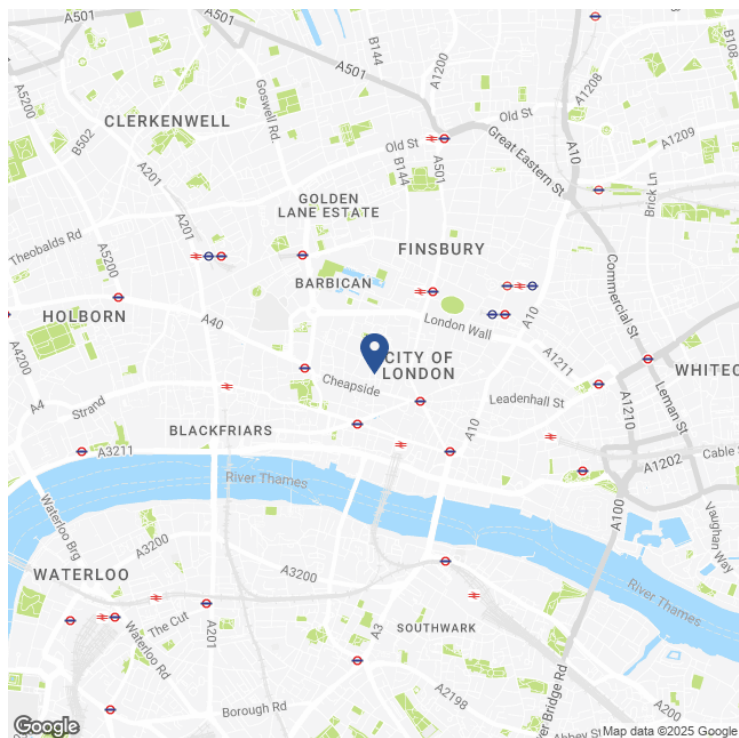 A501
B144
A1200
A10
A1208
B108
A5200
A501
B502
CLERKENWELL
Goswell Rd.
Old St
Old St
Great Eastern St
A1209
A201
B144
A501
Brick Ln
GOLDEN
LANE ESTATE
Theobalds Rd
A5200
A201
FINSBURY
BARBICAN
Commercial St
HOLBORN
A40
London Wall
A10
A4200
CITY OF
LONDON
A1211
WHITEC
Cheapside
A4
Strand
Leadenhall St
A1210
Leman St
BLACKFRIARS
A10
A3211
Cable S
A1202
River Thames
A100
Waterloo Brg
Vaughan Way
A3200
WATERLOO
A3200
River Thames
The Cut
Waterloo Rd
A201
A3
SOUTHWARK
A2198
er Bridge Rd
A200
Borough Rd
Abbey St
Google
Map data ©2025 Google